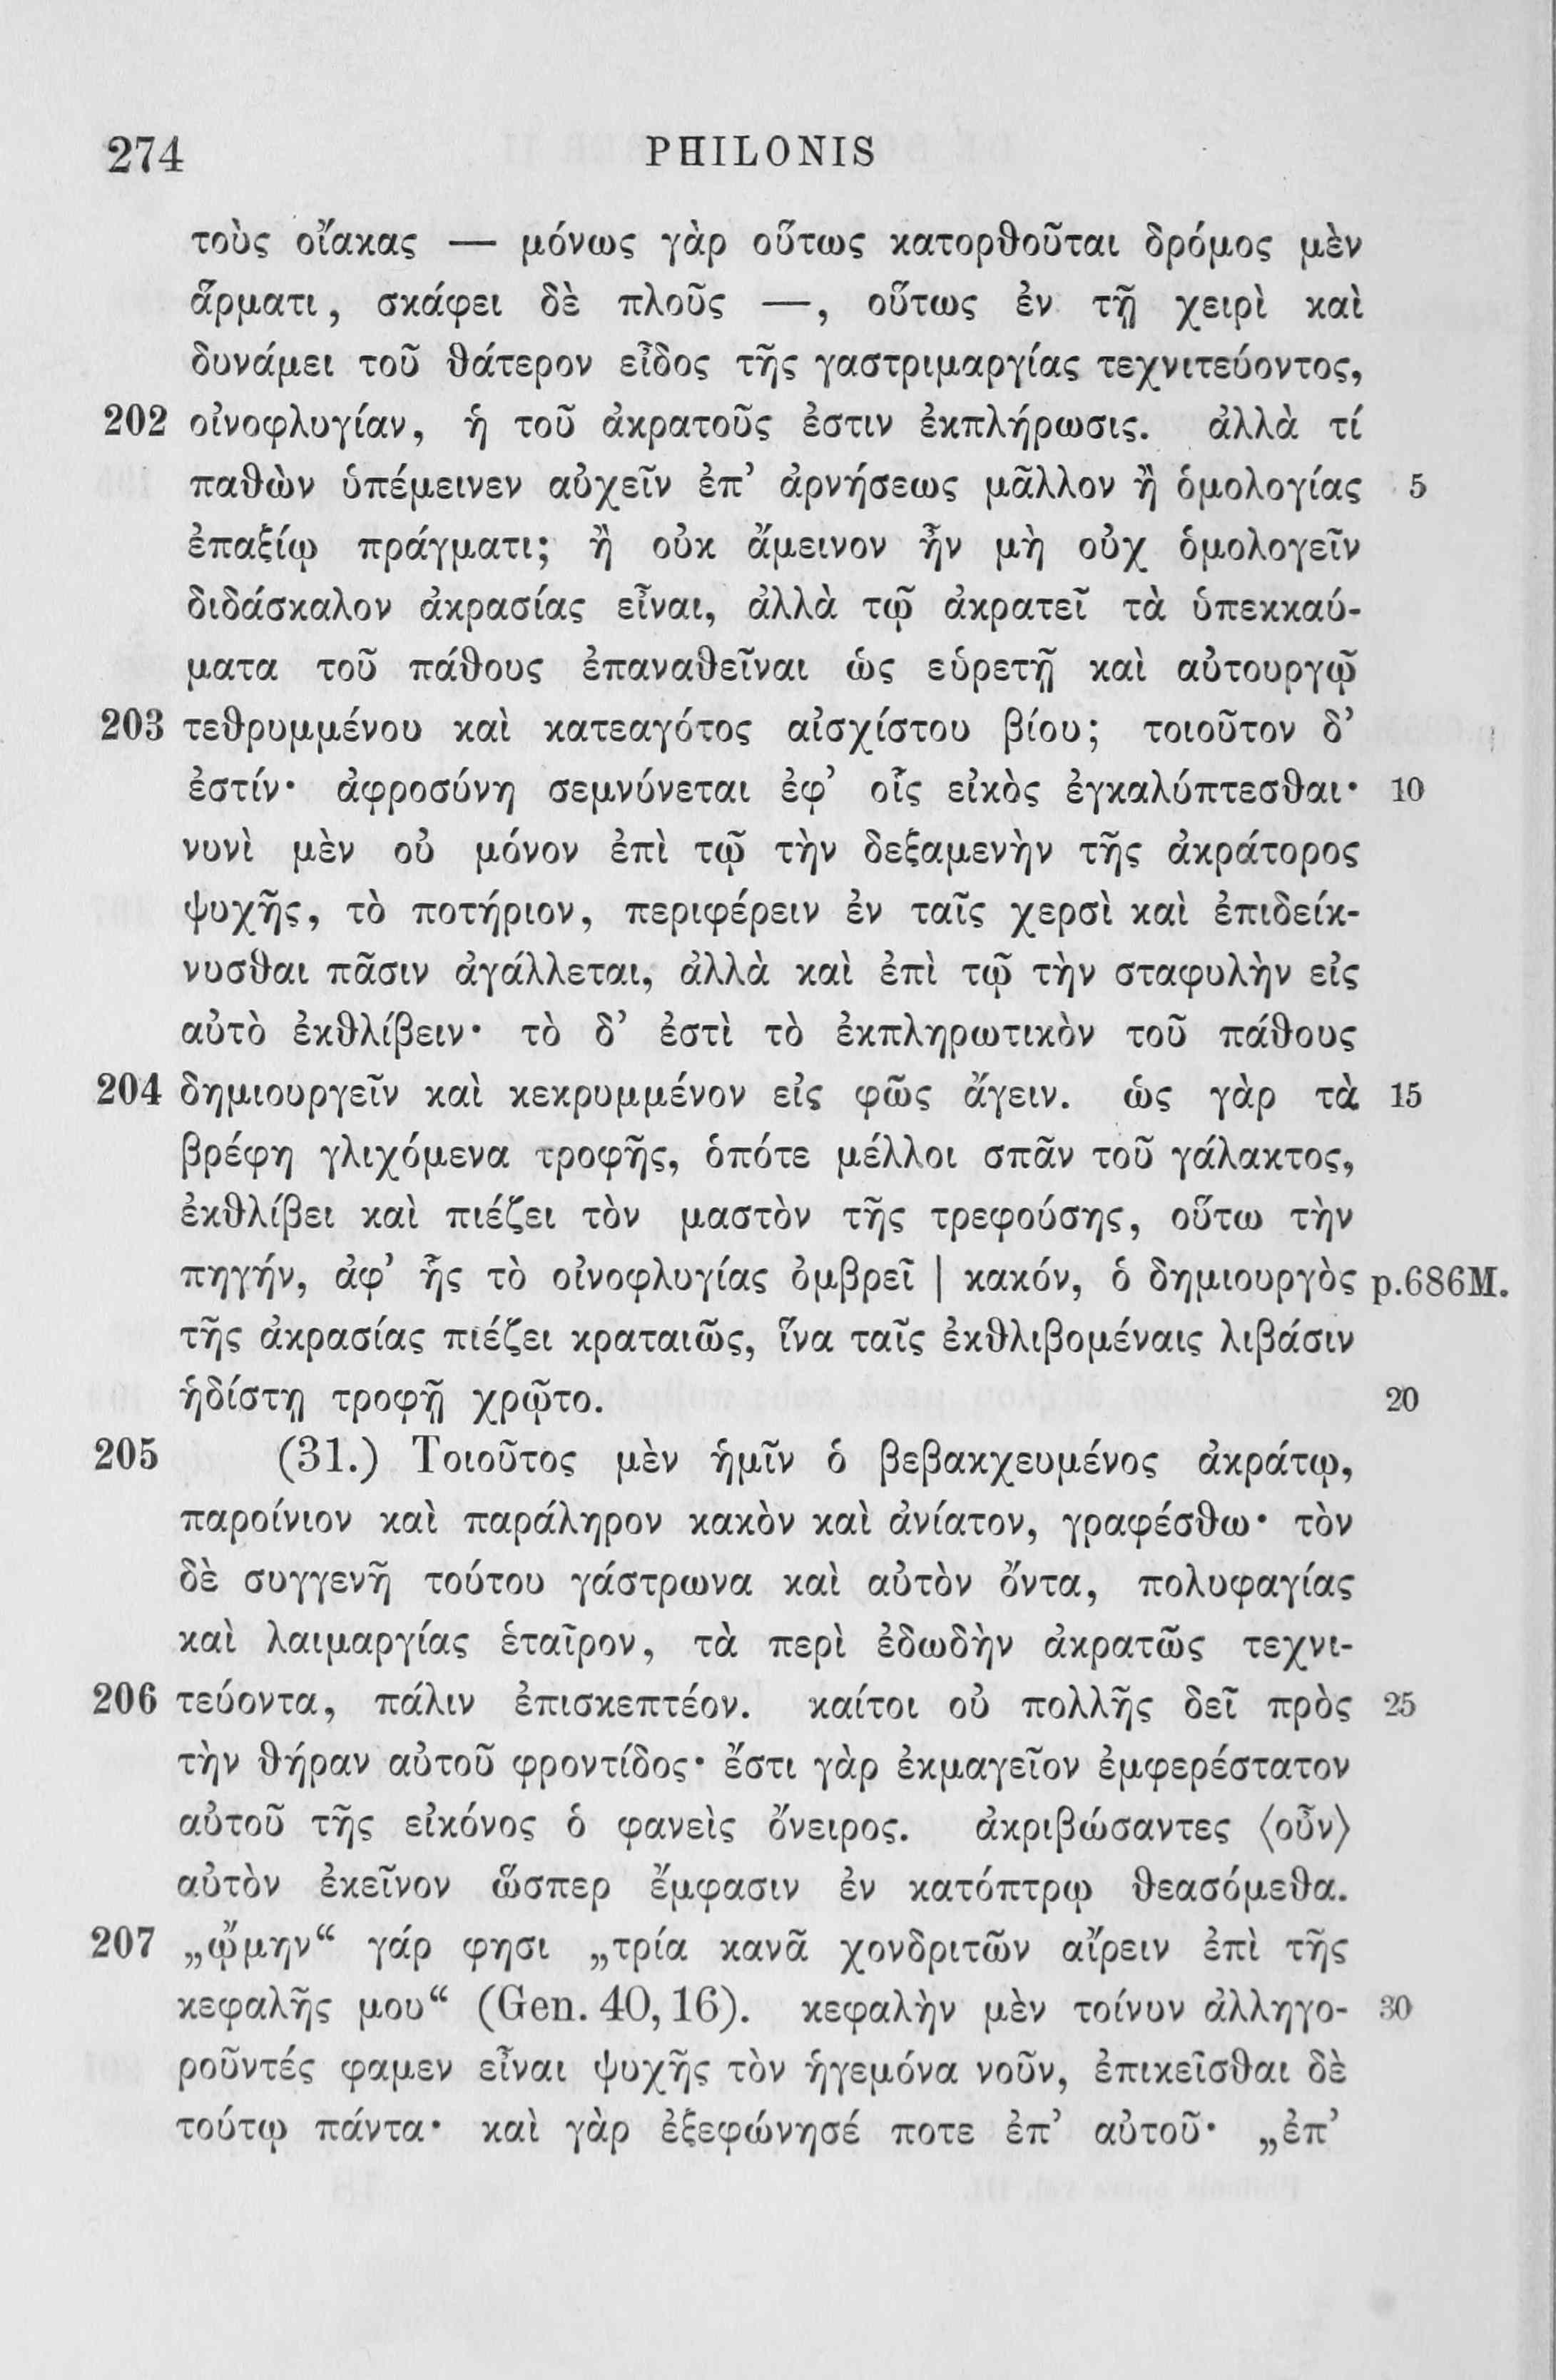 274 PHILONIS
τοὺς οἴακας — μόνως γὰρ οὕτως κατορθοῦται δρόμος μὲν
ἅρματι, σκάφει δὲ πλοῦς —, οὕτως ἐν τῇ χειρὶ καὶ
δυνάμει τοῦ θάτερον εἶδος τῆς γαστριμαργίας τεχνιτεύοντος,
202 οἰνοφλυγίαν, ἡ τοῦ ἀκρατοῦς ἐστιν ἐκπλήρωσις. ἀλλὰ τί
παθὼν ὑπέμεινεν αὐχεῖν ἐπ’ ἀρνήσεως μᾶλλον ἢ ὁμολογίας 5
ἐπαξίῳ πράγματι; ἢ οὐκ ἄμεινον ἦν μὴ οὐχ ὁμολογεῖν
διδάσκαλον ἀκρασίας εἶναι, ἀλλὰ τῷ ἀκρατεῖ τὰ ὑπεκκαύ-
ματα τοῦ πάθους ἐπαναθεῖναι ὡς εὑρετῇ καὶ αὐτουργῷ
203 τεθρυμμένου καὶ κατεαγότος αἰσχίστου βίου; τοιοῦτον δ’
ἐστίν· ἀφροσύνη σεμνύνεται ἐφ’ οἷς εἰκὸς ἐγκαλύπτεσθαι· 10
νυνὶ μὲν οὐ μόνον ἐπὶ τῷ τὴν δεξαμενὴν τῆς ἀκράτορος
ψυχῆς, τὸ ποτήριον, περιφέρειν ἐν ταῖς χερσὶ καὶ ἐπιδείκ-
νυσθαι πᾶσιν ἀγάλλεται, ἀλλὰ καὶ ἐπὶ τῷ τὴν σταφυλὴν εἰς
αὐτὸ ἐκθλίβειν· τὸ δ’ ἐστὶ τὸ ἐκπληρωτικὸν τοῦ πάθους
204 δημιουργεῖν καὶ κεκρυμμένον εἰς φῶς ἄγειν. ὡς γὰρ τὰ 15
βρέφη γλιχόμενα τροφῆς, ὁπότε μέλλοι σπᾶν τοῦ γάλακτος,
ἐκθλίβει καὶ πιέζει τὸν μαστὸν τῆς τρεφούσης, οὕτω τὴν
πηγήν, ἀφ’ ἧς τὸ οἰνοφλυγίας ὀμβρεῖ | κακόν, ὁ δημιουργὸς p.686M.
τῆς ἀκρασίας πιέζει κραταιῶς, ἵνα ταῖς ἐκθλιβομέναις λιβάσιν
ἡδίστῃ τροφῇ χρῷτο. 20
205 (31.) Τοιοῦτος μὲν ἡμῖν ὁ βεβακχευμένος ἀκράτῳ,
παροίνιον καὶ παράληρον κακὸν καὶ ἀνίατον, γραφέσθω· τὸν
δὲ συγγενῆ τούτου γάστρωνα καὶ αὐτὸν ὄντα, πολυφαγίας
καὶ λαιμαργίας ἑταῖρον, τὰ περὶ ἐδωδὴν ἀκρατῶς τεχνι-
206 τεύοντα, πάλιν ἐπισκεπτέον. καίτοι οὐ πολλῆς δεῖ πρὸς 25
τὴν θήραν αὐτοῦ φροντίδος· ἔστι γὰρ ἐκμαγεῖον ἐμφερέστατον
αὐτοῦ τῆς εἰκόνος ὁ φανεὶς ὄνειρος. ἀκριβώσαντες ⟨οὖν⟩
αὐτὸν ἐκεῖνον ὥσπερ ἔμφασιν ἐν κατόπτρῳ θεασόμεθα.
207 „ᾤμην“ γάρ φησι „τρία κανᾶ χονδριτῶν αἴρειν ἐπὶ τῆς
κεφαλῆς μου“ (Gen. 40, 16). κεφαλὴν μὲν τοίνυν ἀλληγο- 30
ροῦντές φαμεν εἶναι ψυχῆς τὸν ἡγεμόνα νοῦν, ἐπικεῖσθαι δὲ
τούτῳ πάντα· καὶ γὰρ ἐξεφώνησέ ποτε ἐπ’ αὐτοῦ· „ἐπ’